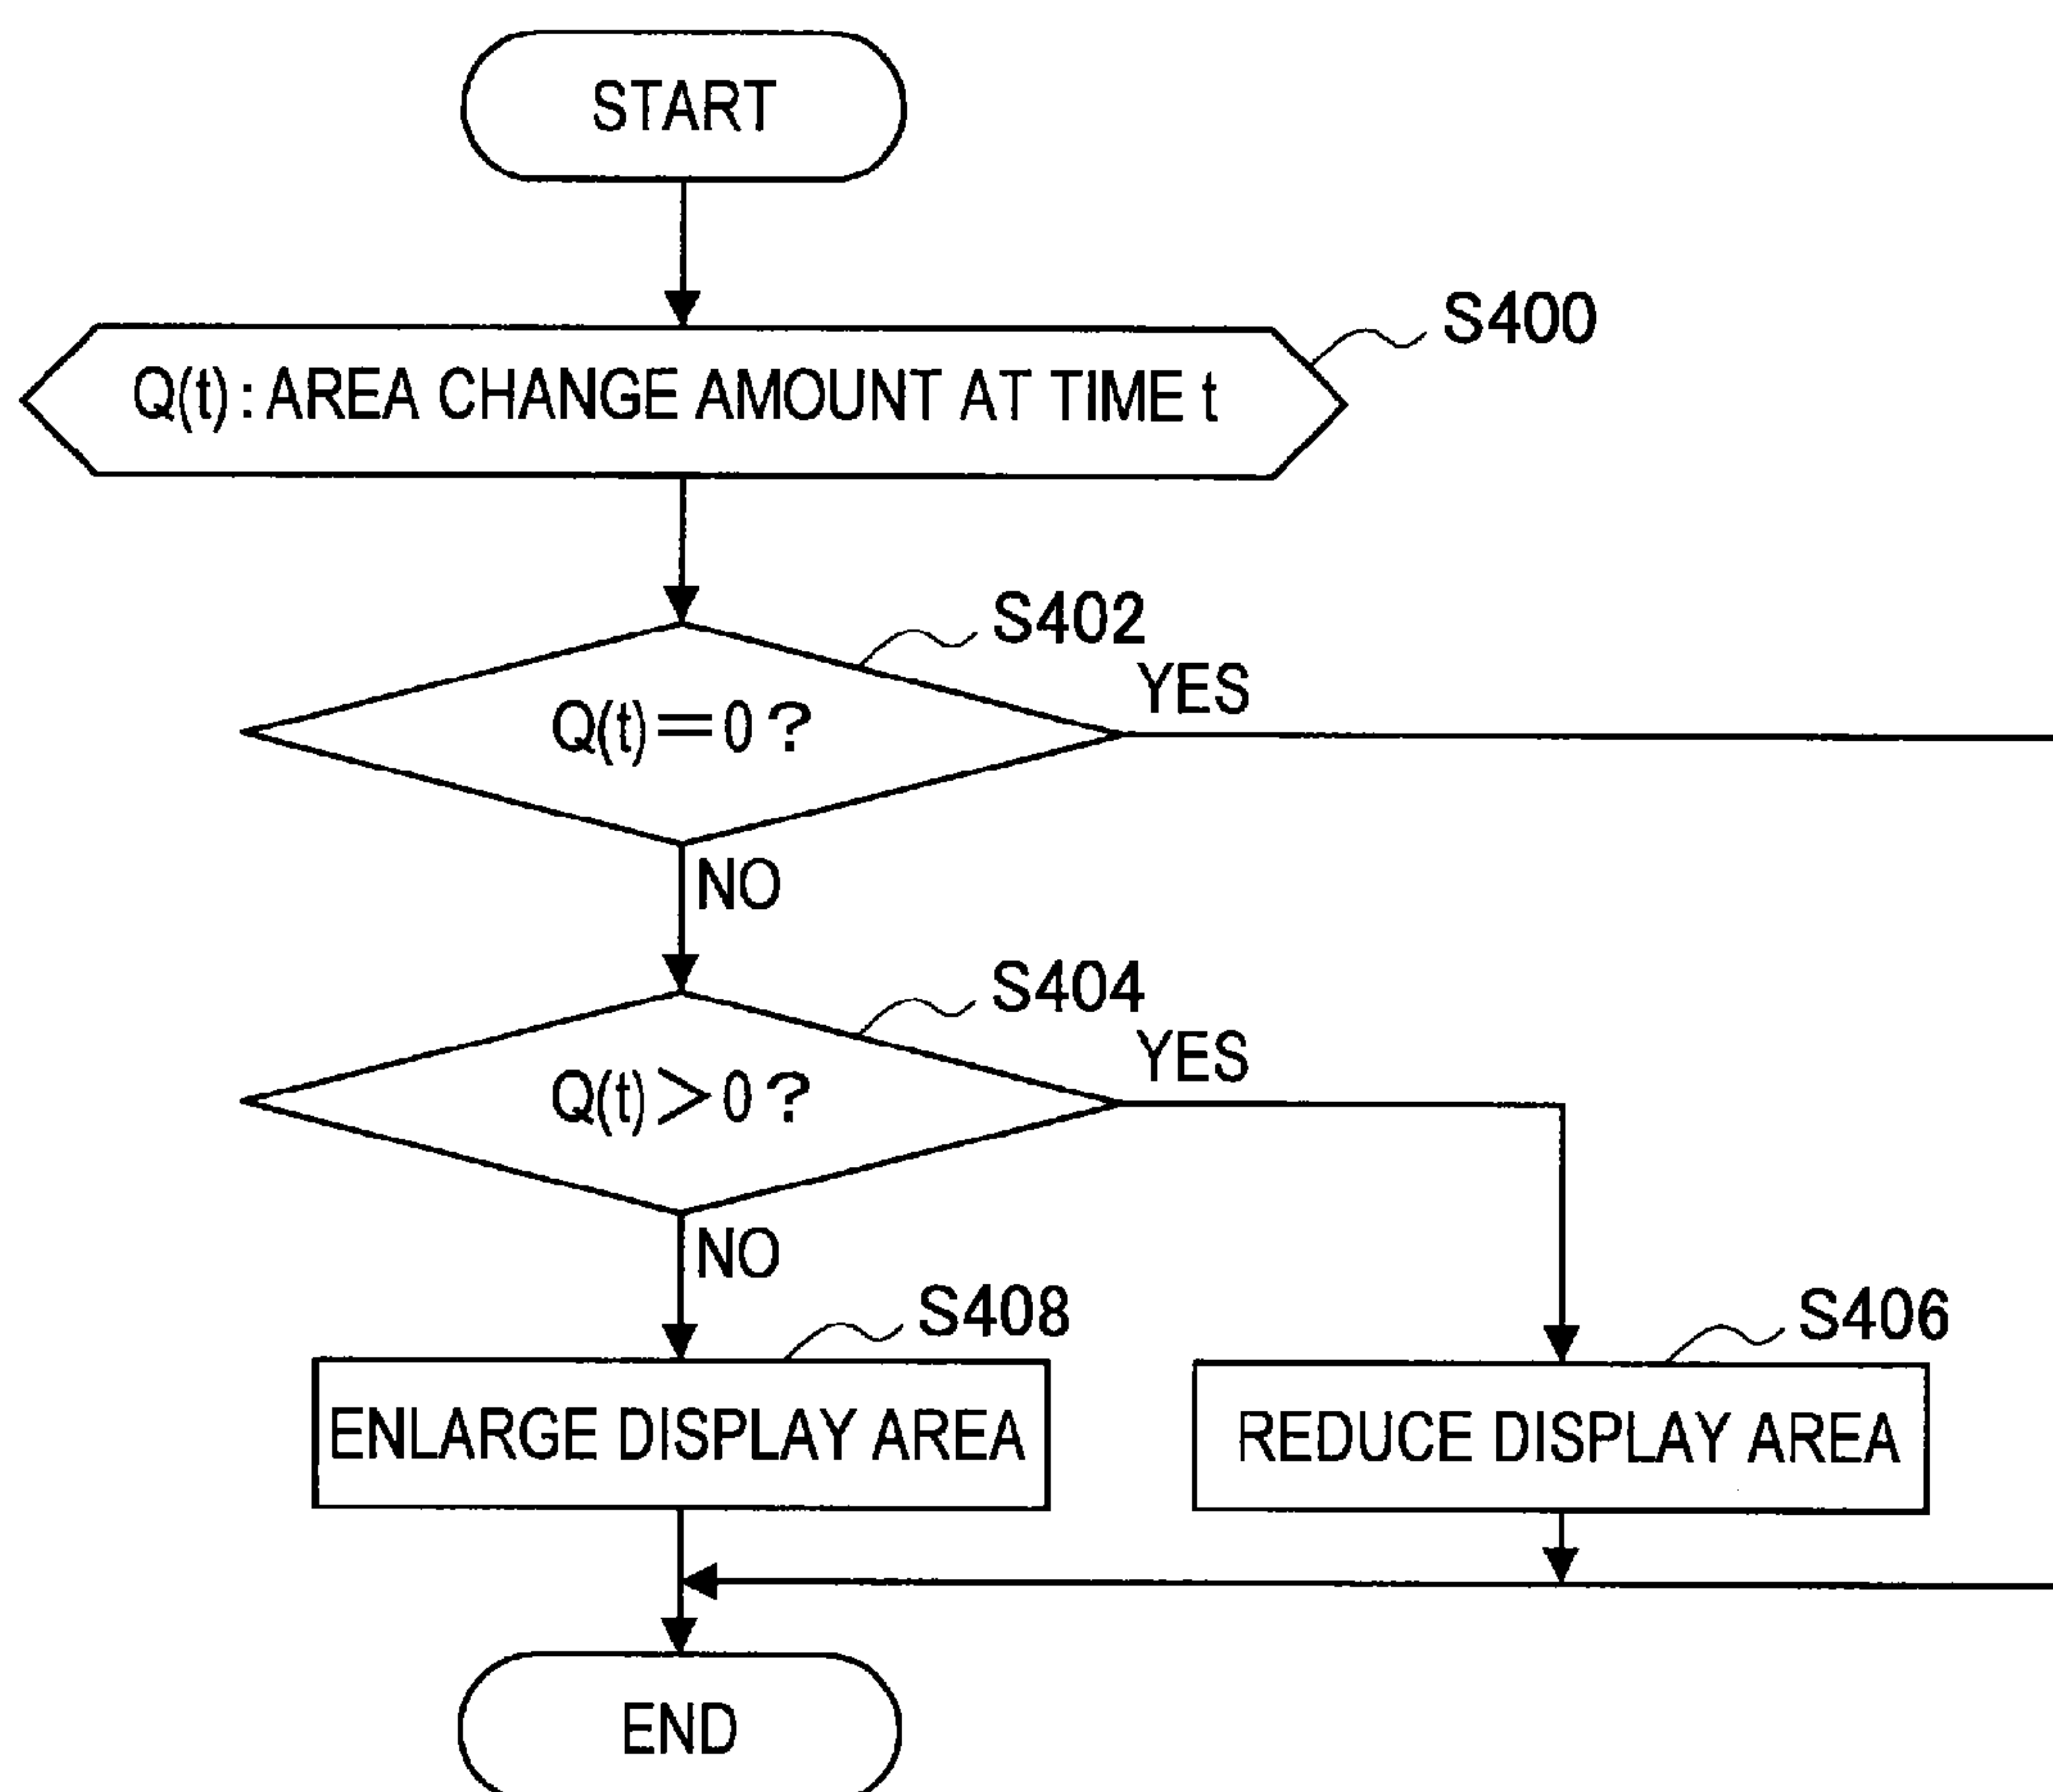 START
S400
Q(t) : AREA CHANGE AMOUNT AT TIME t
S402
YES
Q(t)=0 ?
NO
S404
YES
Q(t)>0 ?
NO
S408
S406
ENLARGE DISPLAY AREA
REDUCE DISPLAY AREA
END